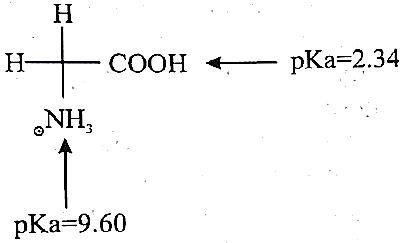 H
H COOH pKa=2.34
⊕NH₃
pKa=9.60